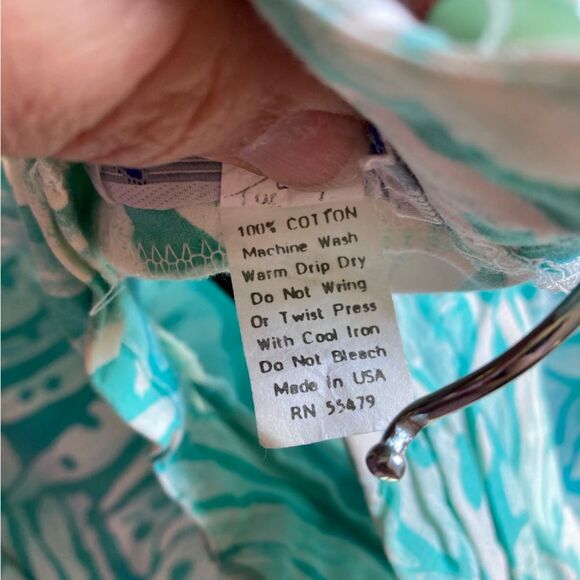 100% COTTON
Machine Wash
Warm Drip Dry
Do Not Wring
Or Twist Press
With Cool Iron
Do Not Bleach
Made in USA
RN 55479